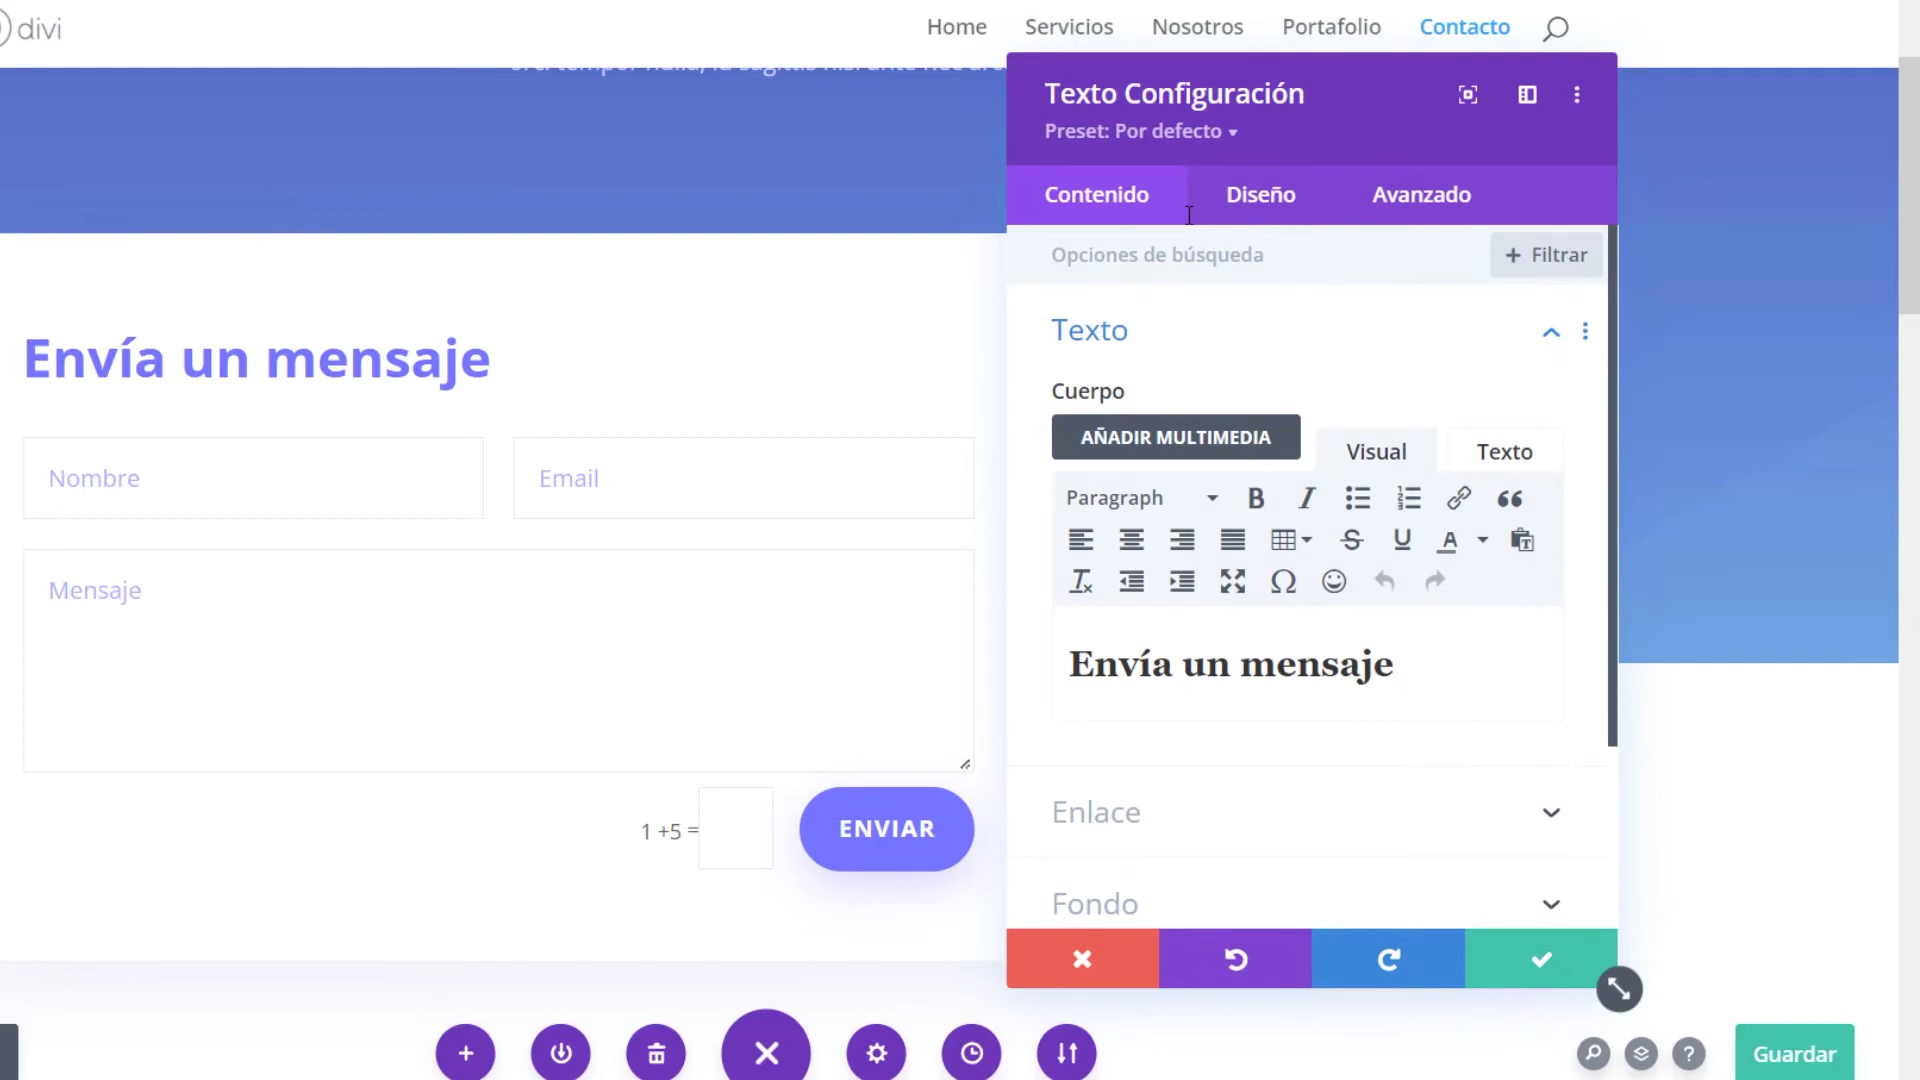 divi
Home Servicios Nosotros Portafolio Contacto
Texto Configuración
Preset: Por defecto
Contenido Diseño Avanzado
Opciones de búsqueda
+ Filtrar
Texto
Cuerpo
AÑADIR MULTIMEDIA
Visual Texto
Paragraph
Envía un mensaje
Enlace
Fondo
Envía un mensaje
Nombre
Email
Mensaje
1 +5 =
ENVIAR
Guardar